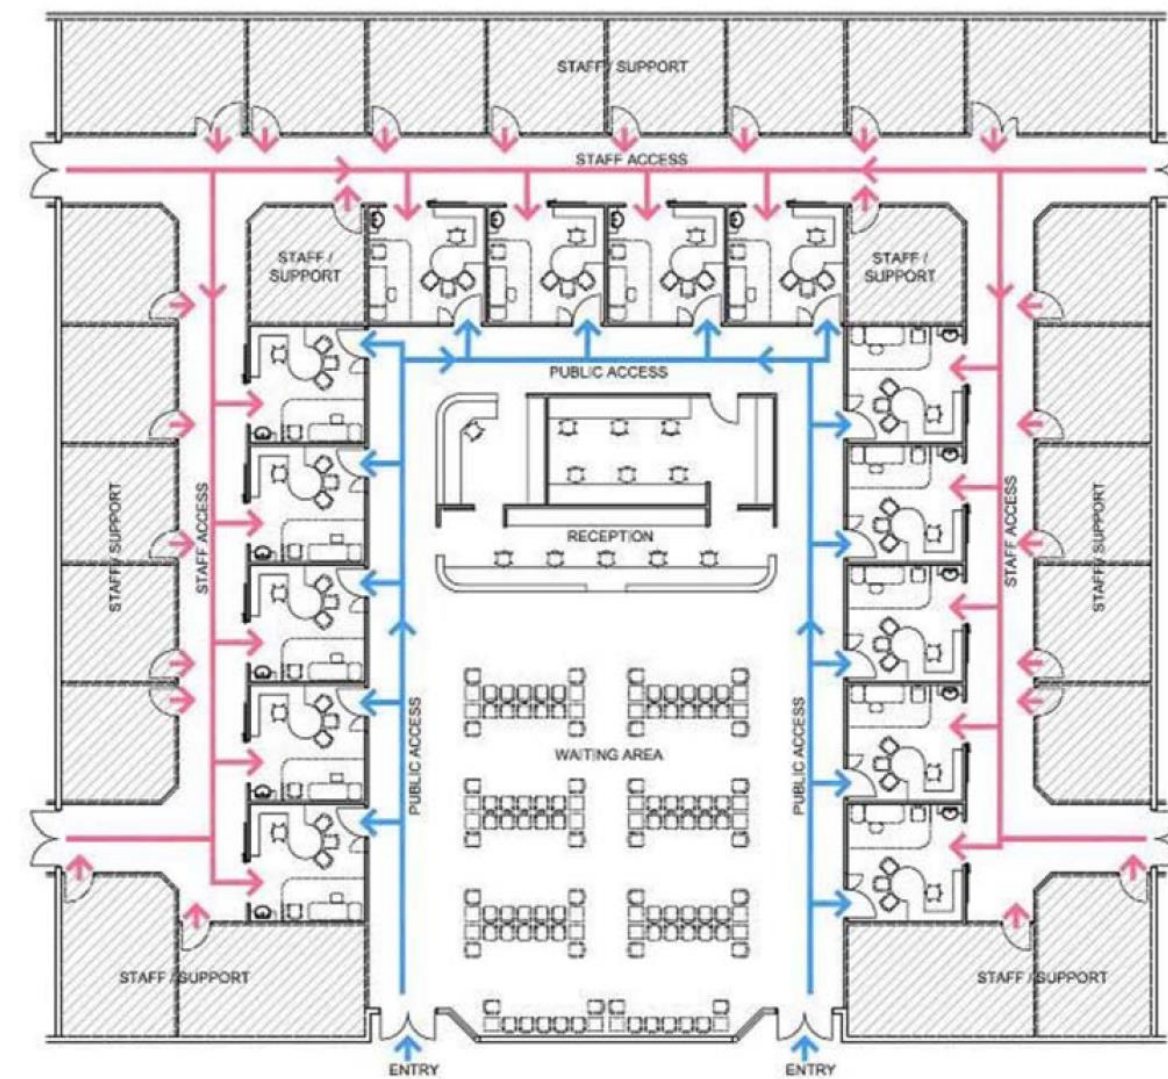 STAFF / SUPPORT
STAFF ACCESS
STAFF /
SUPPORT
STAFF /
SUPPORT
PUBLIC ACCESS
STAFF / SUPPORT
STAFF ACCESS
RECEPTION
STAFF ACCESS
STAFF / SUPPORT
PUBLIC ACCESS
WAITING AREA
PUBLIC ACCESS
STAFF / SUPPORT
STAFF / SUPPORT
ENTRY
ENTRY